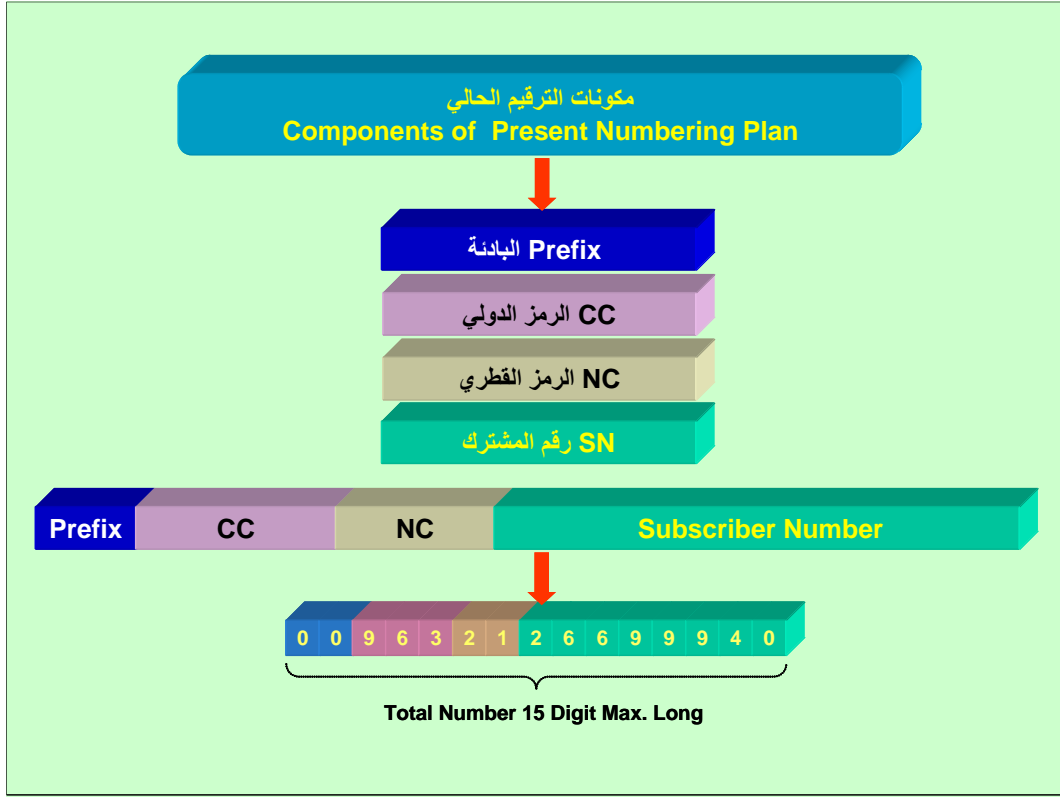 مكونات الترقيم الحالي
Components of Present Numbering Plan
Prefix البادئة
CC الرمز الدولي
NC الرمز القطري
SN رقم المشترك
Prefix CC NC Subscriber Number
0 0 9 6 3 2 1 2 6 6 9 9 9 4 0
Total Number 15 Digit Max. Long